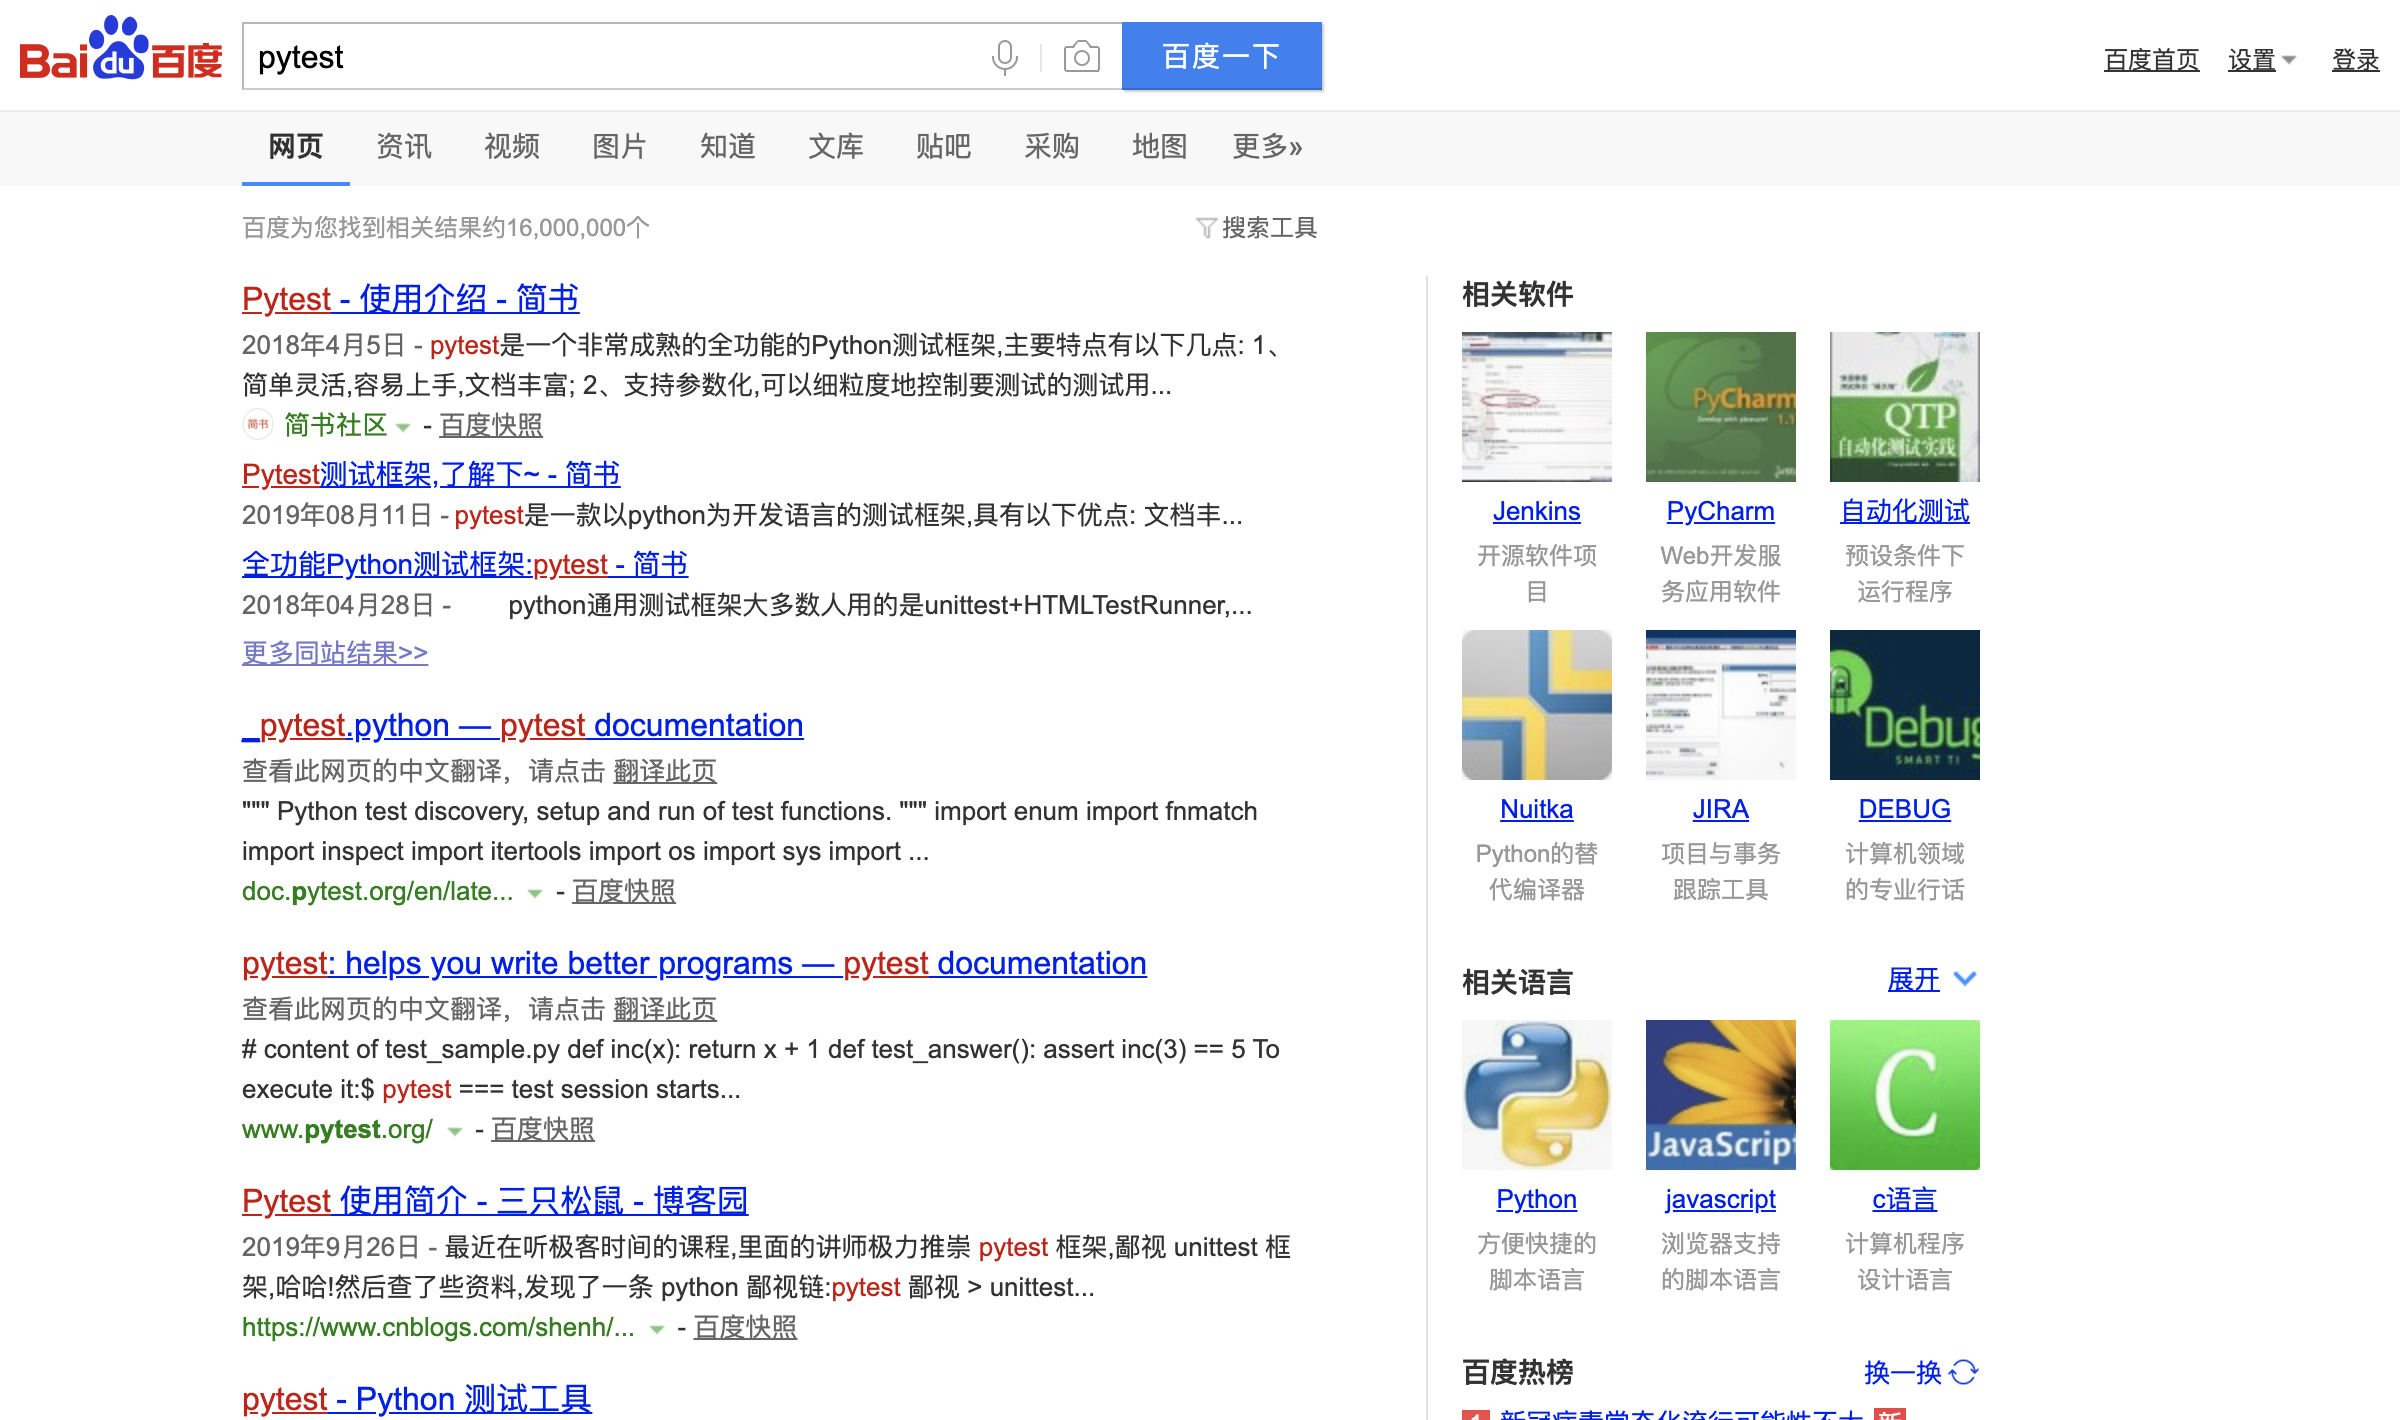 Baidu百度
pytest
百度一下
百度首页 设置 登录
网页 资讯 视频 图片 知道 文库 贴吧 采购 地图 更多»
百度为您找到相关结果约16,000,000个
搜索工具
Pytest - 使用介绍 - 简书
2018年4月5日 - pytest是一个非常成熟的全功能的Python测试框架,主要特点有以下几点: 1、
简单灵活,容易上手,文档丰富; 2、支持参数化,可以细粒度地控制要测试的测试用...
简书 简书社区 - 百度快照
Pytest测试框架,了解下~ - 简书
2019年08月11日 - pytest是一款以python为开发语言的测试框架,具有以下优点: 文档丰...
全功能Python测试框架:pytest - 简书
2018年04月28日 - python通用测试框架大多数人用的是unittest+HTMLTestRunner,...
更多同站结果>>
_pytest.python — pytest documentation
查看此网页的中文翻译，请点击 翻译此页
""" Python test discovery, setup and run of test functions. """ import enum import fnmatch
import inspect import itertools import os import sys import ...
doc.pytest.org/en/late... - 百度快照
pytest: helps you write better programs — pytest documentation
查看此网页的中文翻译，请点击 翻译此页
# content of test_sample.py def inc(x): return x + 1 def test_answer(): assert inc(3) == 5 To
execute it:$ pytest === test session starts...
www.pytest.org/ - 百度快照
Pytest 使用简介 - 三只松鼠 - 博客园
2019年9月26日 - 最近在听极客时间的课程,里面的讲师极力推崇 pytest 框架,鄙视 unittest 框
架,哈哈!然后查了些资料,发现了一条 python 鄙视链:pytest 鄙视 > unittest...
https://www.cnblogs.com/shenh/... - 百度快照
pytest - Python 测试工具
相关软件
PyCharm
1.1
QTP
自动化测试实践
Jenkins PyCharm 自动化测试
开源软件项 Web开发服 预设条件下
目 务应用软件 运行程序
Debug
SMART TI
Nuitka JIRA DEBUG
Python的替 项目与事务 计算机领域
代编译器 跟踪工具 的专业行话
相关语言 展开
JavaScript
C
Python javascript c语言
方便快捷的 浏览器支持 计算机程序
脚本语言 的脚本语言 设计语言
百度热榜 换一换
1 新冠病毒常态化流行可能性不大 新